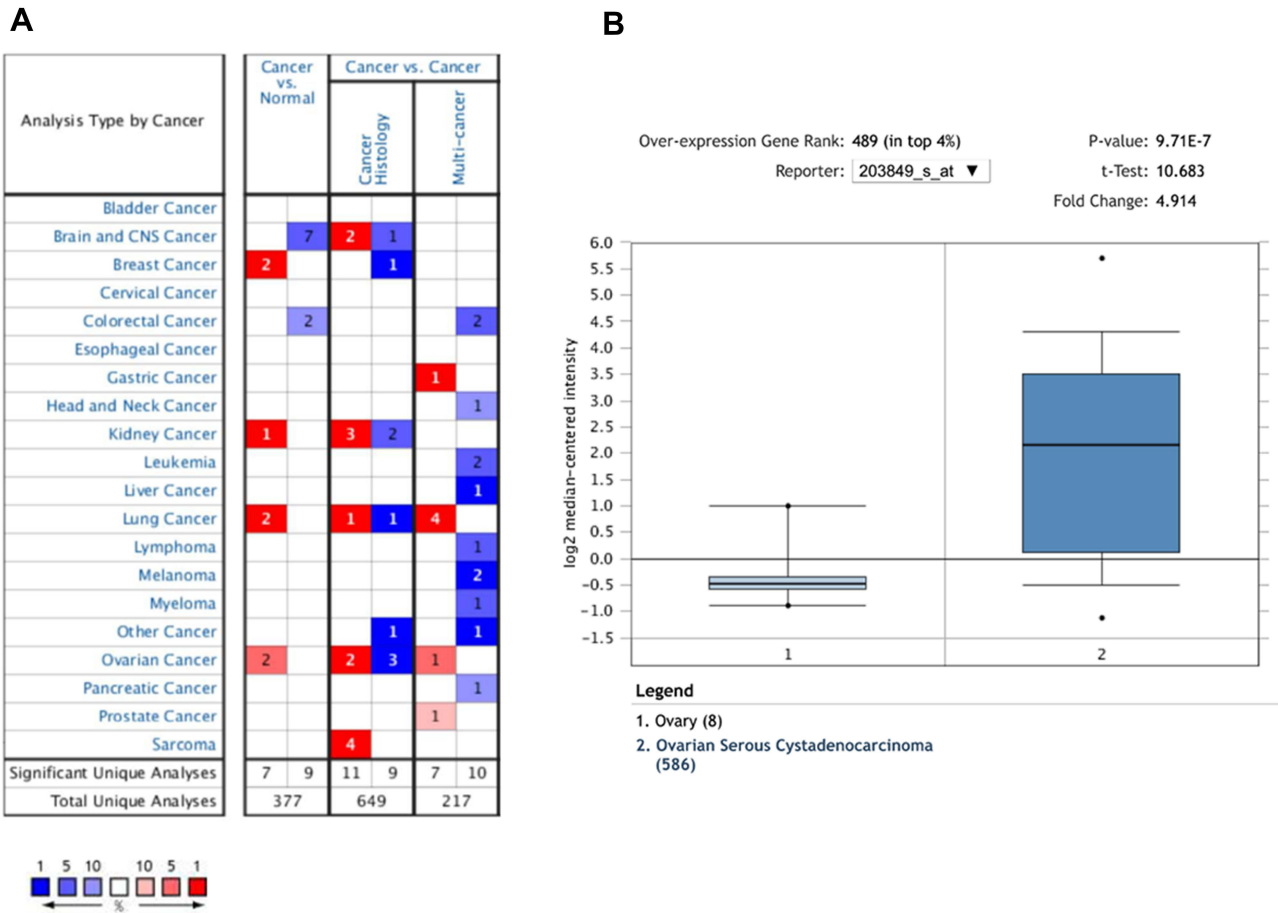 A
B
Analysis Type by Cancer
Cancer
vs.
Normal
Cancer vs. Cancer
Cancer
Histology
Multi-cancer
Bladder Cancer
Brain and CNS Cancer 7 2 1
Breast Cancer 2 1
Cervical Cancer
Colorectal Cancer 2 2
Esophageal Cancer
Gastric Cancer 1
Head and Neck Cancer 1
Kidney Cancer 1 3 2
Leukemia 2
Liver Cancer 1
Lung Cancer 2 1 1 4
Lymphoma 1
Melanoma 2
Myeloma 1
Other Cancer 1 1
Ovarian Cancer 2 2 3 1
Pancreatic Cancer 1
Prostate Cancer 1
Sarcoma 4
Significant Unique Analyses 7 9 11 9 7 10
Total Unique Analyses 377 649 217
1 5 10 10 5 1
%
Over-expression Gene Rank: 489 (in top 4%)
Reporter: 203849_s_at ▼
P-value: 9.71E-7
t-Test: 10.683
Fold Change: 4.914
log2 median-centered intensity
6.0
5.5
5.0
4.5
4.0
3.5
3.0
2.5
2.0
1.5
1.0
0.5
0.0
-0.5
-1.0
-1.5
1 2
Legend
1. Ovary (8)
2. Ovarian Serous Cystadenocarcinoma
(586)